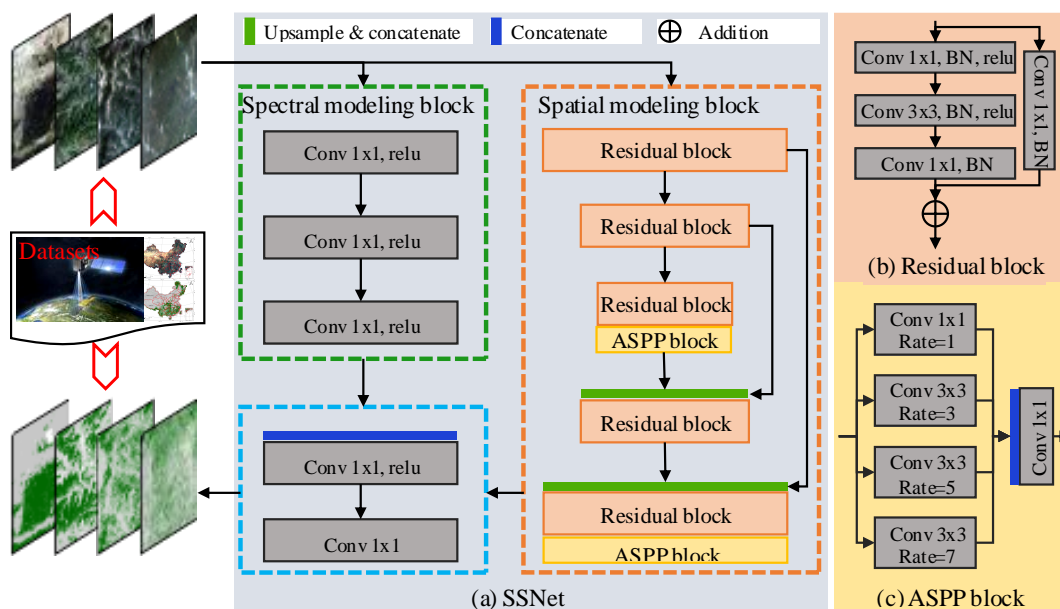 Upsample & concatenate
Concatenate
Addition
Spectral modeling block
Conv 1x1, relu
Conv 1x1, relu
Conv 1x1, relu
Conv 1x1, relu
Conv 1x1
Spatial modeling block
Residual block
Residual block
Residual block
ASPP block
Residual block
Residual block
ASPP block
(a) SSNet
Datasets
Conv 1x1, BN, relu
Conv 3x3, BN, relu
Conv 1x1, BN
Conv 1x1, BN
(b) Residual block
Conv 1x1
Rate=1
Conv 3x3
Rate=3
Conv 3x3
Rate=5
Conv 3x3
Rate=7
Conv 1x1
(c) ASPP block